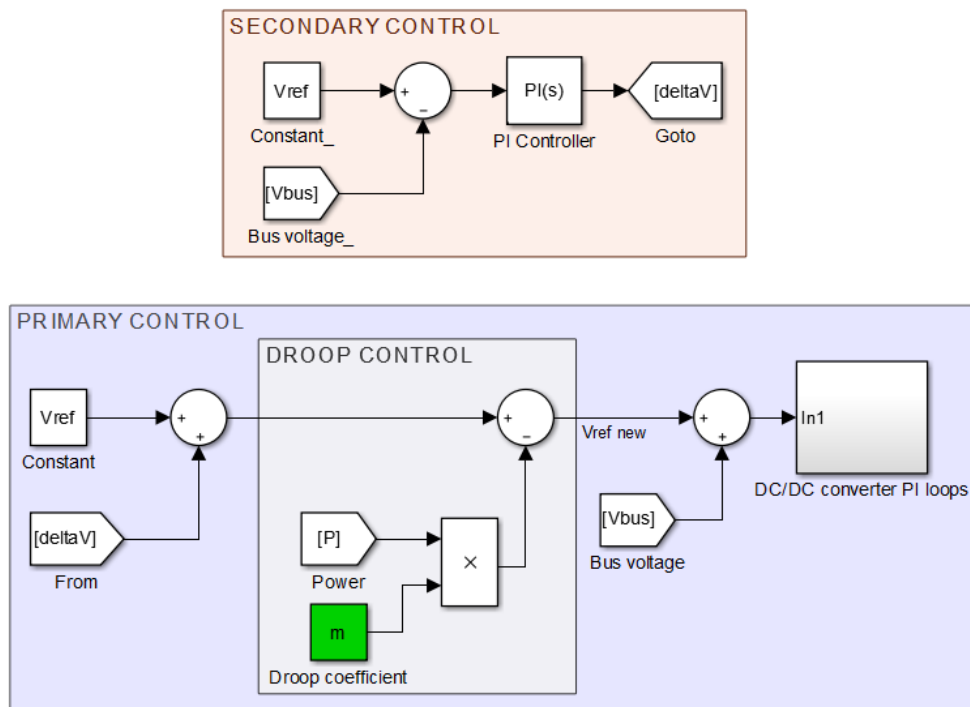 SECONDARY CONTROL
Vref
+
−
PI(s)
[deltaV]
Constant_
PI Controller
Goto
[Vbus]
Bus voltage_
PRIMARY CONTROL
DROOP CONTROL
Vref
+
+
+
−
Vref new
+
+
In1
Constant
DC/DC converter PI loops
[deltaV]
From
[P]
Power
×
[Vbus]
Bus voltage
m
Droop coefficient